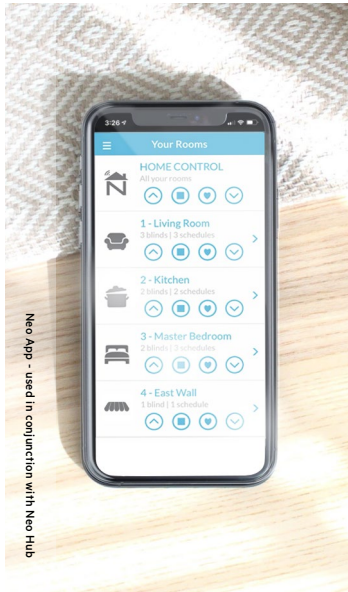 3:26
Your Rooms
HOME CONTROL
All your rooms
N
1 - Living Room
3 blinds | 3 schedules
2 - Kitchen
2 blinds | 2 schedules
3 - Master Bedroom
2 blinds | 3 schedules
4 - East Wall
1 blind | 1 schedule
Neo App - used in conjunction with Neo Hub